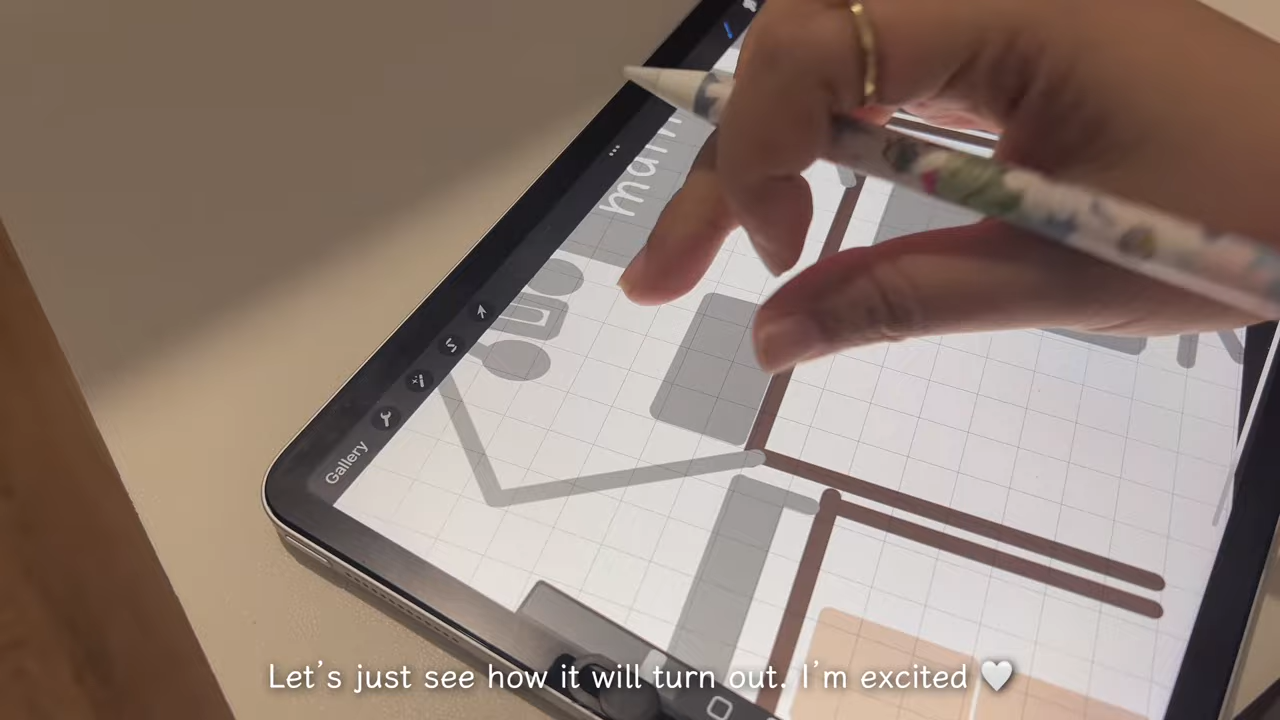 Gallery
Let's just see how it will turn out. I'm excited 🤍